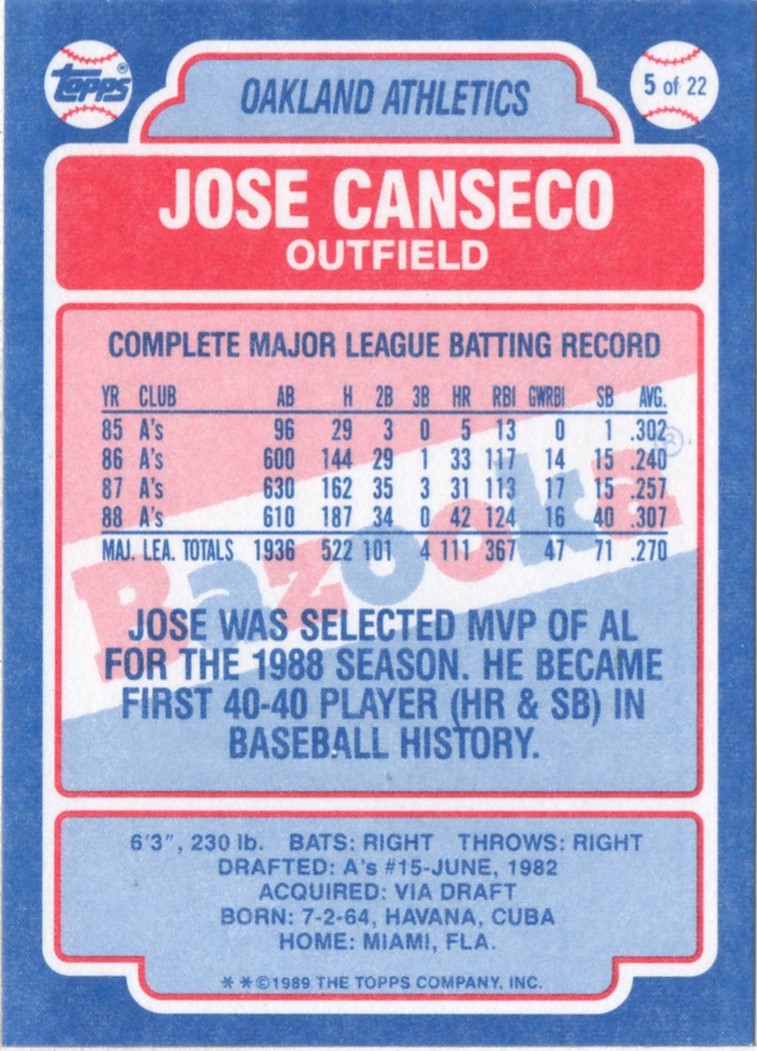 Topps®
OAKLAND ATHLETICS
5 of 22
JOSE CANSECO
OUTFIELD
COMPLETE MAJOR LEAGUE BATTING RECORD
YR CLUB AB H 2B 3B HR RBI GWRBI SB AVG.
85 A's 96 29 3 0 5 13 0 1 .302
86 A's 600 144 29 1 33 117 14 15 .240
87 A's 630 162 35 3 31 113 17 15 .257
88 A's 610 187 34 0 42 124 16 40 .307
MAJ. LEA. TOTALS 1936 522 101 4 111 367 47 71 .270
Bazooka®
JOSE WAS SELECTED MVP OF AL
FOR THE 1988 SEASON. HE BECAME
FIRST 40-40 PLAYER (HR & SB) IN
BASEBALL HISTORY.
6'3", 230 lb. BATS: RIGHT THROWS: RIGHT
DRAFTED: A's #15-JUNE, 1982
ACQUIRED: VIA DRAFT
BORN: 7-2-64, HAVANA, CUBA
HOME: MIAMI, FLA.
* * ©1989 THE TOPPS COMPANY, INC.